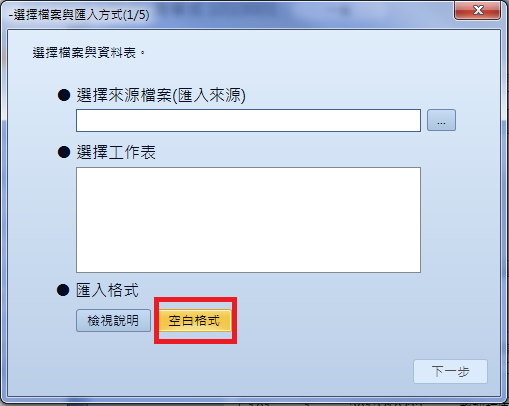 -選擇檔案與匯入方式(1/5)
選擇檔案與資料表。
● 選擇來源檔案(匯入來源)
...
● 選擇工作表
● 匯入格式
檢視說明 空白格式
下一步